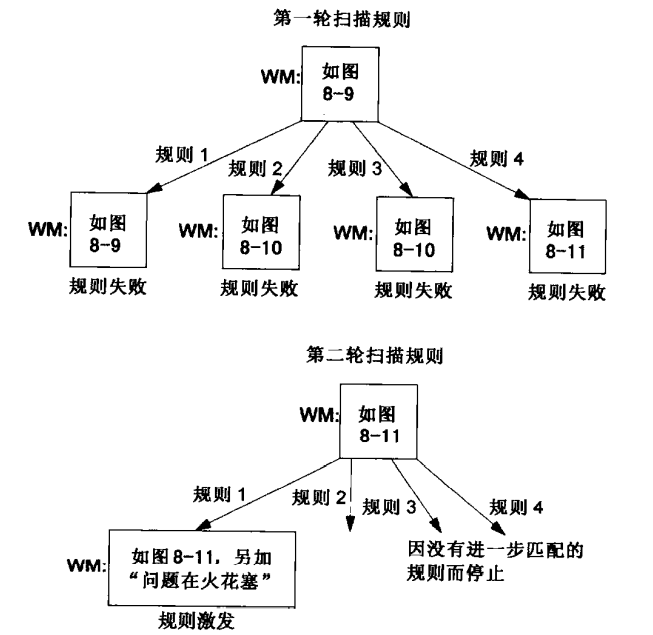 第一轮扫描规则
WM:
如图
8-9
规则 1
规则 2
规则 3
规则 4
WM:
如图
8-9
WM:
如图
8-10
WM:
如图
8-10
WM:
如图
8-11
规则失败
规则失败
规则失败
规则失败
第二轮扫描规则
WM:
如图
8-11
规则 1
规则 2
规则 3
规则 4
WM:
如图8-11，另加
“问题在火花塞”
因没有进一步匹配的
规则而停止
规则激发